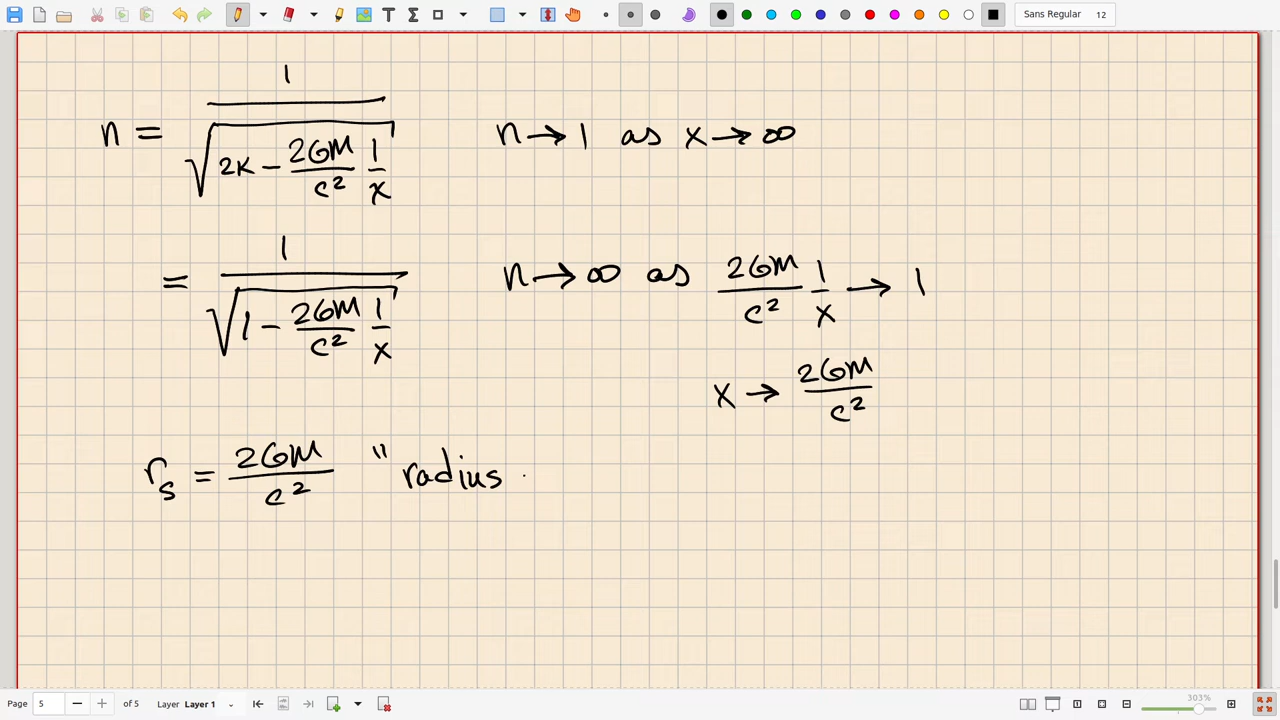 Sans Regular 12
n = 1/√(2K − 2GM/c² 1/x)    n → 1 as x → ∞
= 1/√(1 − 2GM/c² 1/x)    n → ∞ as 2GM/c² 1/x → 1
x → 2GM/c²
r_s = 2GM/c² " radius
Page 5 of 5 Layer Layer 1 303%